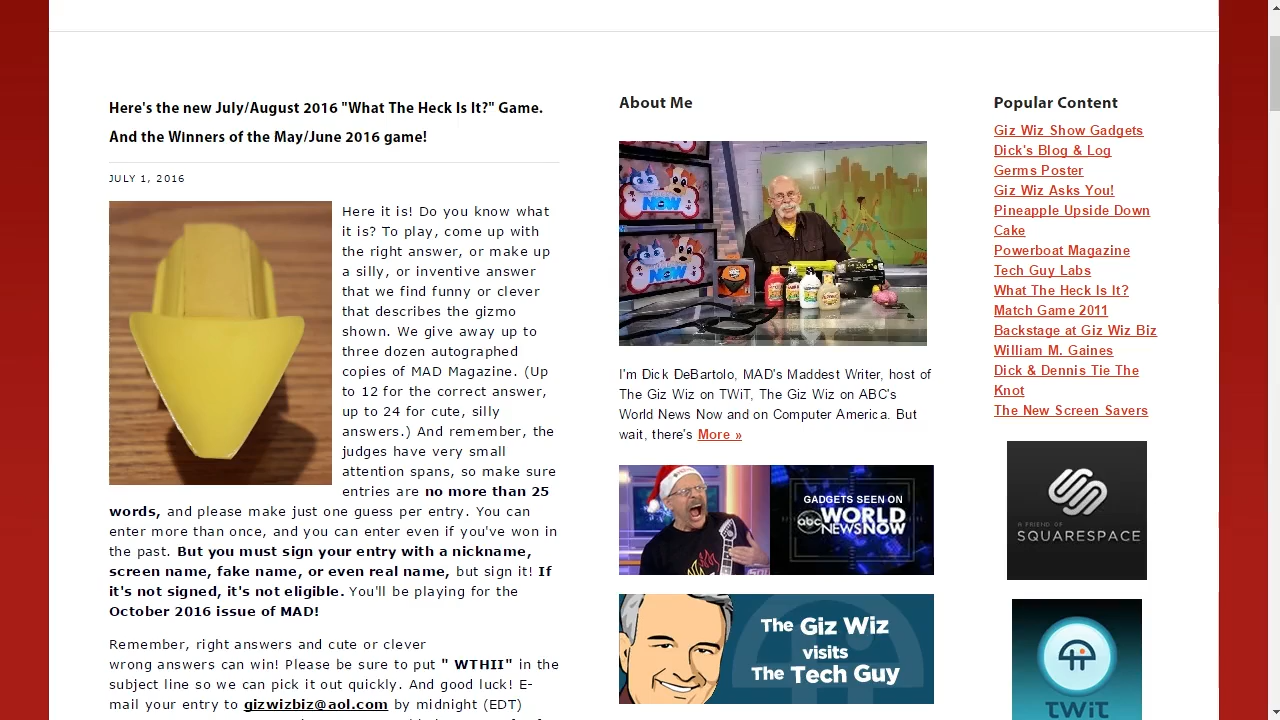 Here's the new July/August 2016 "What The Heck Is It?" Game.
And the Winners of the May/June 2016 game!
JULY 1, 2016
Here it is! Do you know what
it is? To play, come up with
the right answer, or make up
a silly, or inventive answer
that we find funny or clever
that describes the gizmo
shown. We give away up to
three dozen autographed
copies of MAD Magazine. (Up
to 12 for the correct answer,
up to 24 for cute, silly
answers.) And remember, the
judges have very small
attention spans, so make sure
entries are no more than 25
words, and please make just one guess per entry. You can
enter more than once, and you can enter even if you've won in
the past. But you must sign your entry with a nickname,
screen name, fake name, or even real name, but sign it! If
it's not signed, it's not eligible. You'll be playing for the
October 2016 issue of MAD!
Remember, right answers and cute or clever
wrong answers can win! Please be sure to put " WTHII" in the
subject line so we can pick it out quickly. And good luck! E-
mail your entry to gizwizbiz@aol.com by midnight (EDT)
About Me
NOW
NOW
I'm Dick DeBartolo, MAD's Maddest Writer, host of
The Giz Wiz on TWiT, The Giz Wiz on ABC's
World News Now and on Computer America. But
wait, there's More »
GADGETS SEEN ON
abc WORLD
NEWS NOW
The Giz Wiz
visits
The Tech Guy
Popular Content
Giz Wiz Show Gadgets
Dick's Blog & Log
Germs Poster
Giz Wiz Asks You!
Pineapple Upside Down
Cake
Powerboat Magazine
Tech Guy Labs
What The Heck Is It?
Match Game 2011
Backstage at Giz Wiz Biz
William M. Gaines
Dick & Dennis Tie The
Knot
The New Screen Savers
A FRIEND OF
SQUARESPACE
TWiT